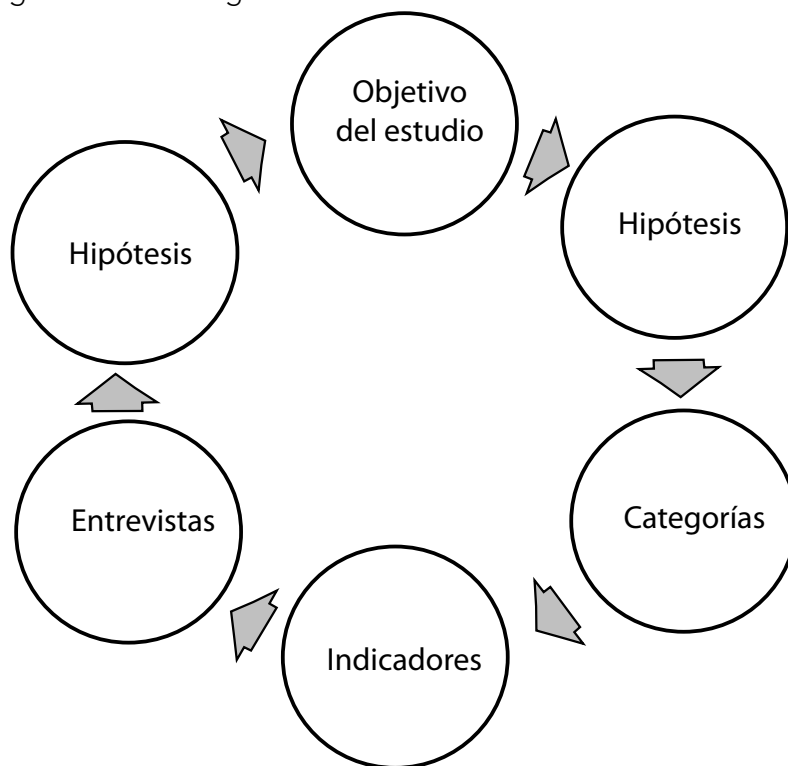 Objetivo
del estudio
Hipótesis
Categorías
Indicadores
Entrevistas
Hipótesis